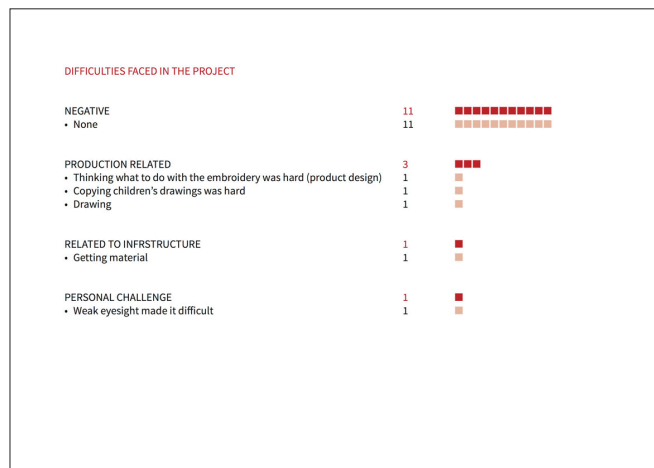 DIFFICULTIES FACED IN THE PROJECT
NEGATIVE 11
• None 11
PRODUCTION RELATED 3
• Thinking what to do with the embroidery was hard (product design) 1
• Copying children's drawings was hard 1
• Drawing 1
RELATED TO INFRSTRUCTURE 1
• Getting material 1
PERSONAL CHALLENGE 1
• Weak eyesight made it difficult 1